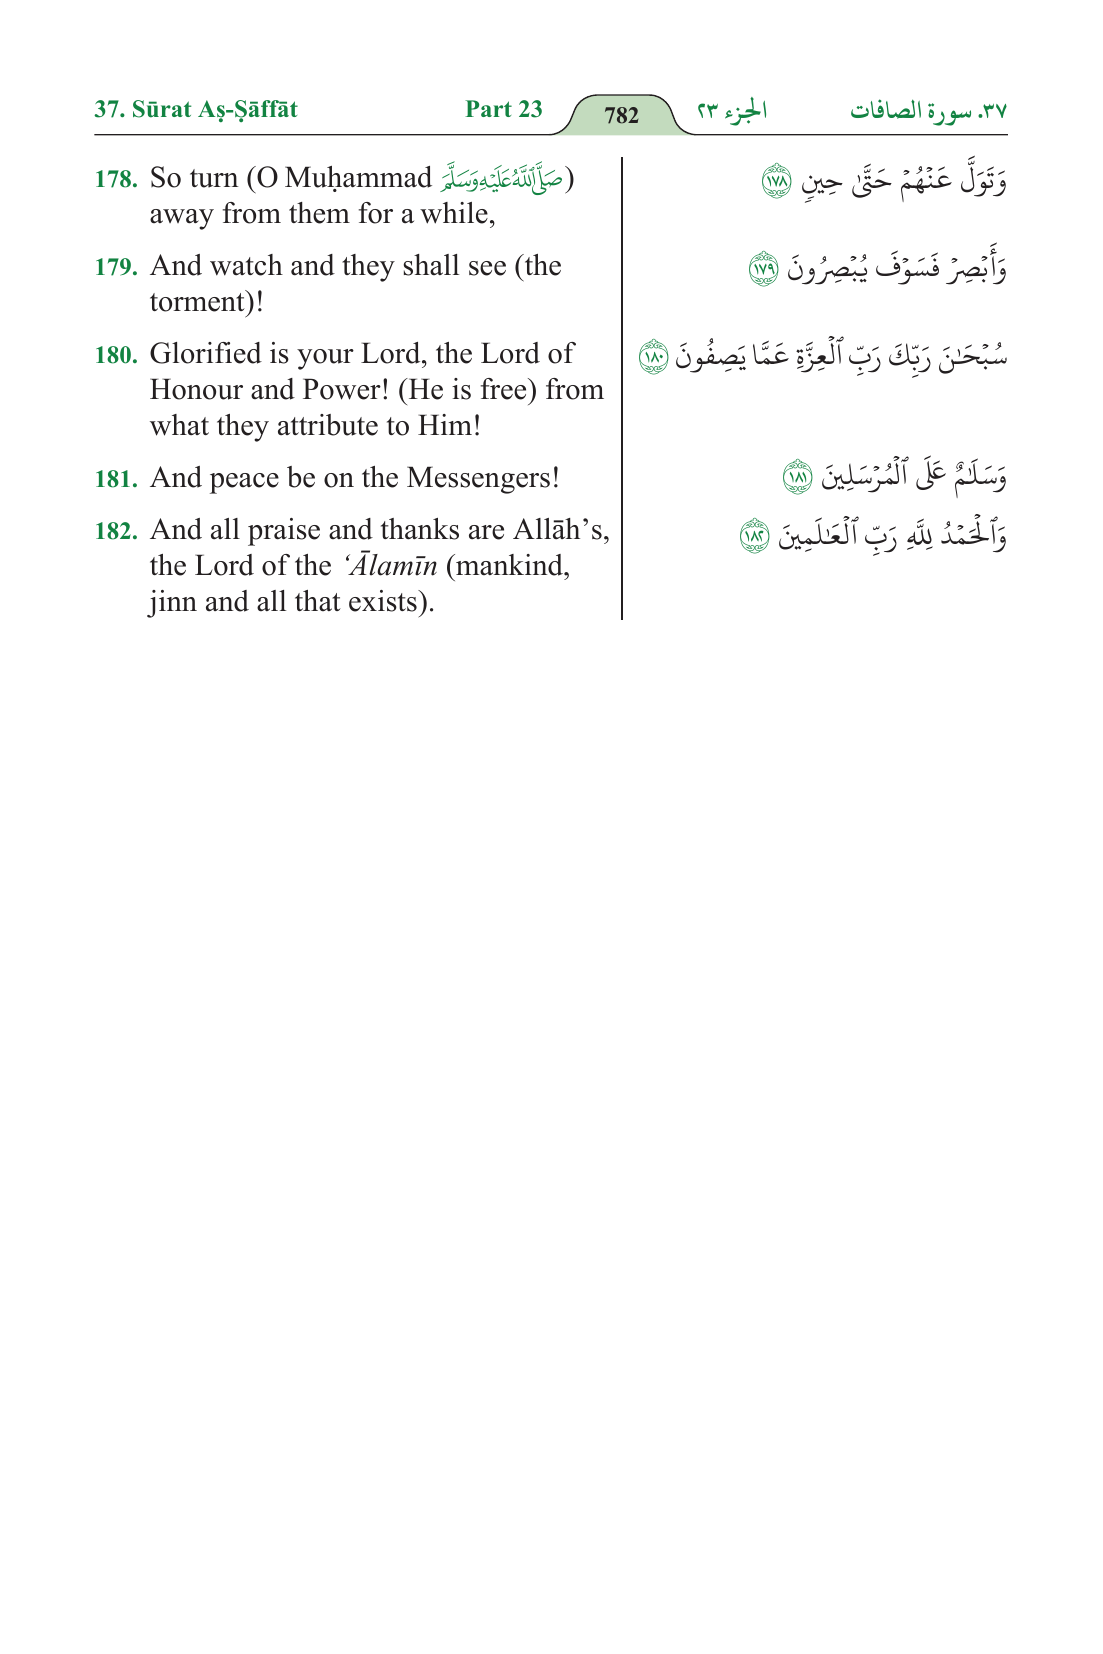 37. Sūrat Aṣ-Ṣāffāt Part 23 782 الجزء ٢٣ ٣٧. سورة الصافات
178. So turn (O Muḥammad صَلَّى ٱللَّهُ عَلَيْهِ وَسَلَّمَ)
away from them for a while,
179. And watch and they shall see (the
torment)!
180. Glorified is your Lord, the Lord of
Honour and Power! (He is free) from
what they attribute to Him!
181. And peace be on the Messengers!
182. And all praise and thanks are Allāh’s,
the Lord of the ‘Ālamīn (mankind,
jinn and all that exists).
وَتَوَلَّ عَنۡهُمۡ حَتَّىٰ حِينٖ ١٧٨
وَأَبۡصِرۡ فَسَوۡفَ يُبۡصِرُونَ ١٧٩
سُبۡحَٰنَ رَبِّكَ رَبِّ ٱلۡعِزَّةِ عَمَّا يَصِفُونَ ١٨٠
وَسَلَٰمٌ عَلَى ٱلۡمُرۡسَلِينَ ١٨١
وَٱلۡحَمۡدُ لِلَّهِ رَبِّ ٱلۡعَٰلَمِينَ ١٨٢